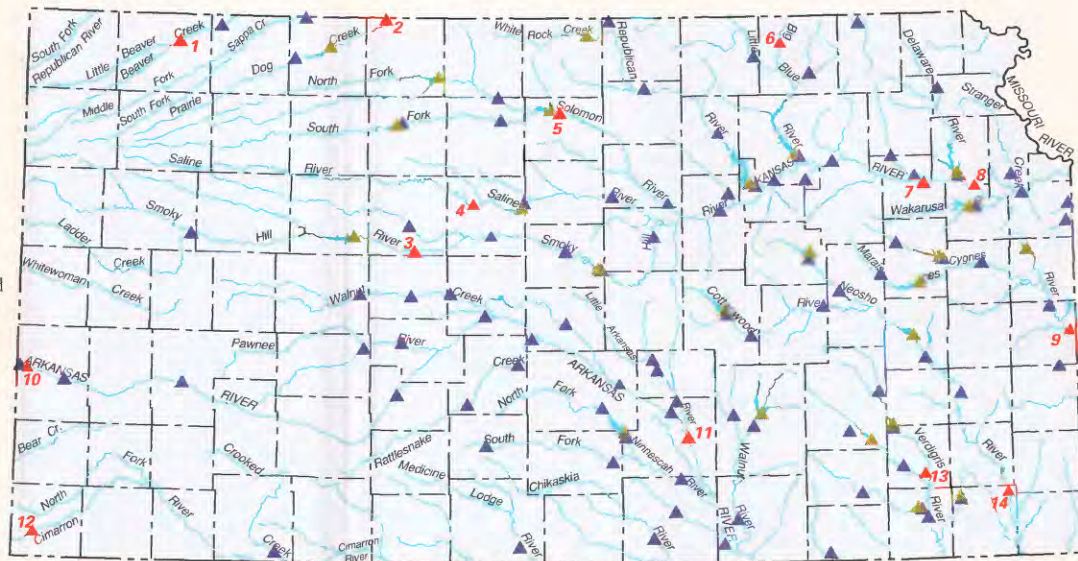 South Fork
Republican River
Beaver
Creek
1
Sappa Cr.
Little
Beaver
Fork
Dog
Creek
2
White
Rock
Creek
Republican
Little
6
Big
Blue
Delaware
Stranger
MISSOURI
RIVER
North
Fork
Middle
South Fork
Prairie
South
Fork
5
Solomon
River
River
River
Creek
Saline
River
KANSAS
RIVER
7
8
Wakarusa
4
Saline
River
River
River
Smoky
Hill
River
3
Smoky
Hill
Ladder
Creek
Whitewoman
Creek
Walnut
Creek
Little
Arkansas
Cottonwood
River
Neosho
Marais
des
Cygnes
River
9
Pawnee
River
ARKANSAS
10
RIVER
Creek
North
Fork
ARKANSAS
River
11
Bear Cr.
Fork
Crooked
Rattlesnake
South
Fork
Ninnescah
River
Walnut
River
RIVER
Verdigris
13
River
River
14
Medicine
Lodge
River
Chikaskia
River
North
12
Cimarron
River
Creek
Cimarron
River